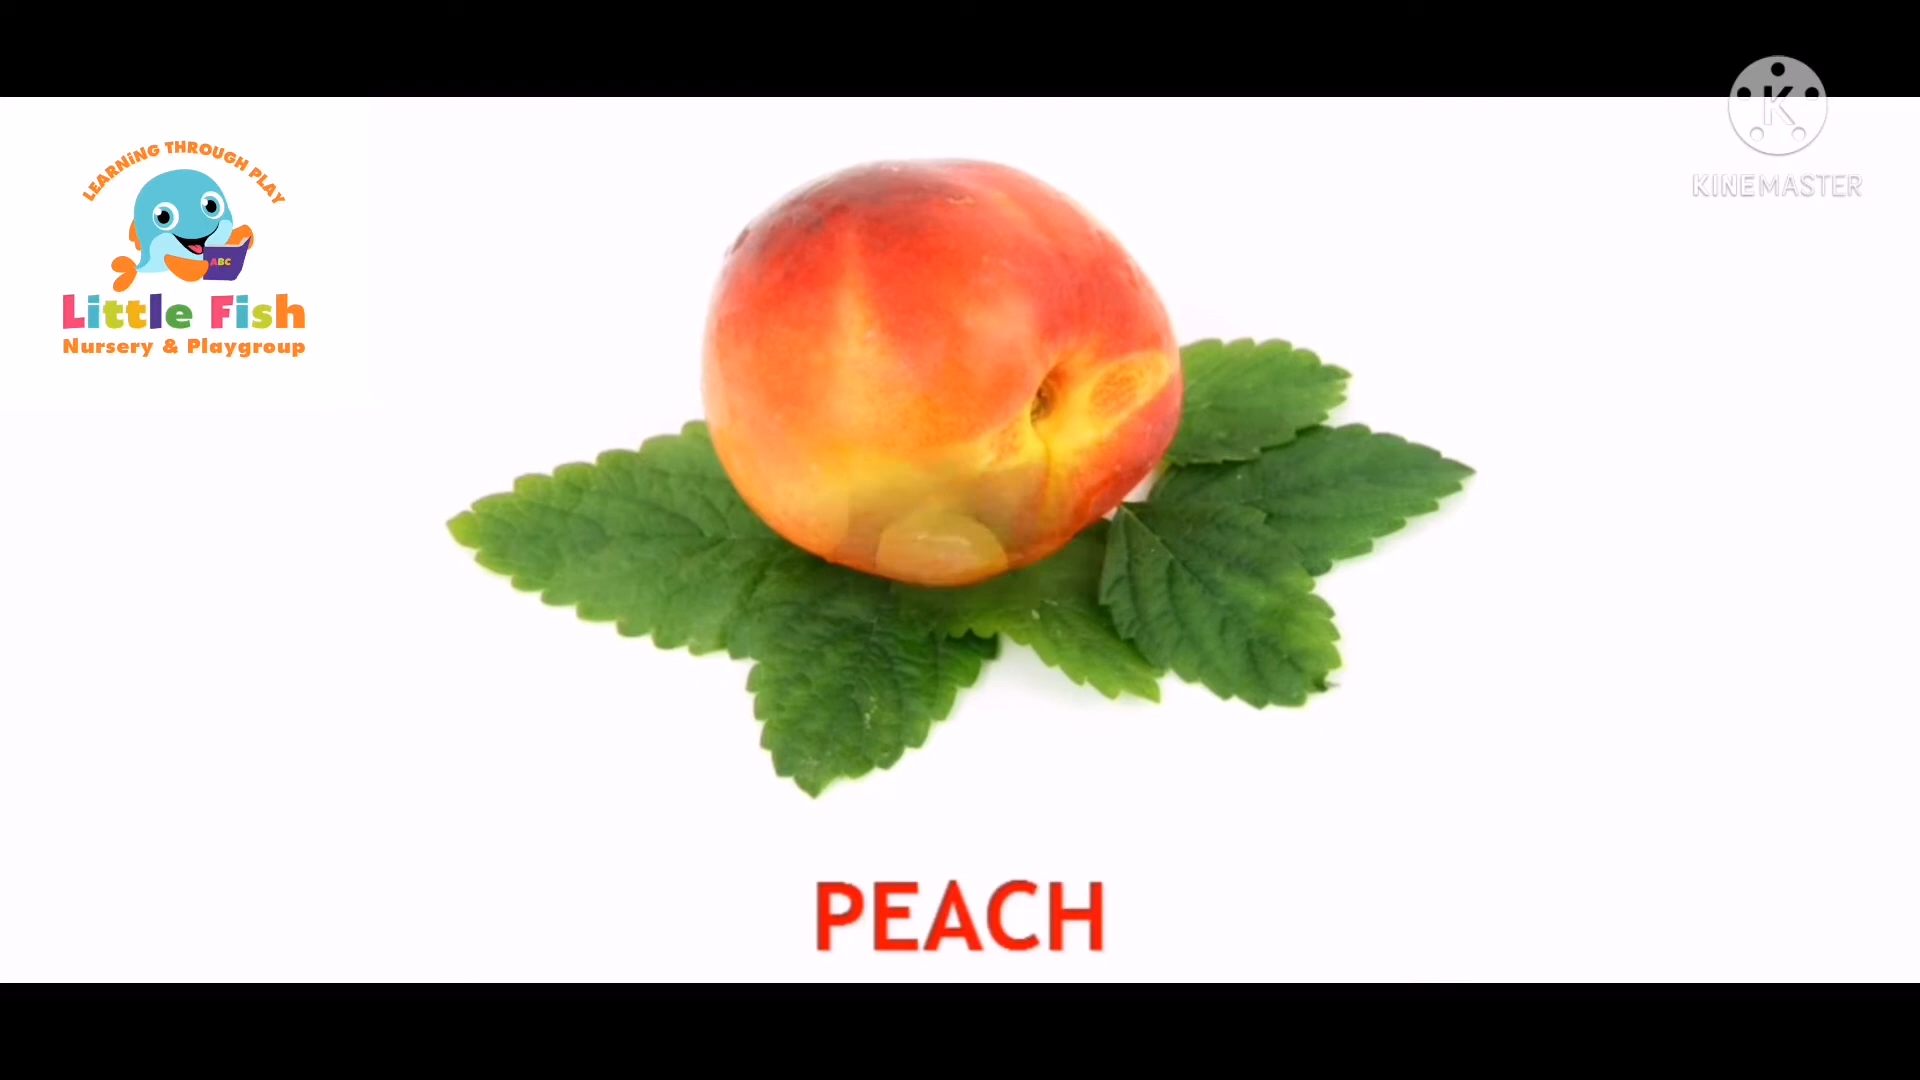 LEARNiNG THROUGH PLAY
ABC
Little Fish
Nursery & Playgroup
K
KINEMASTER
PEACH